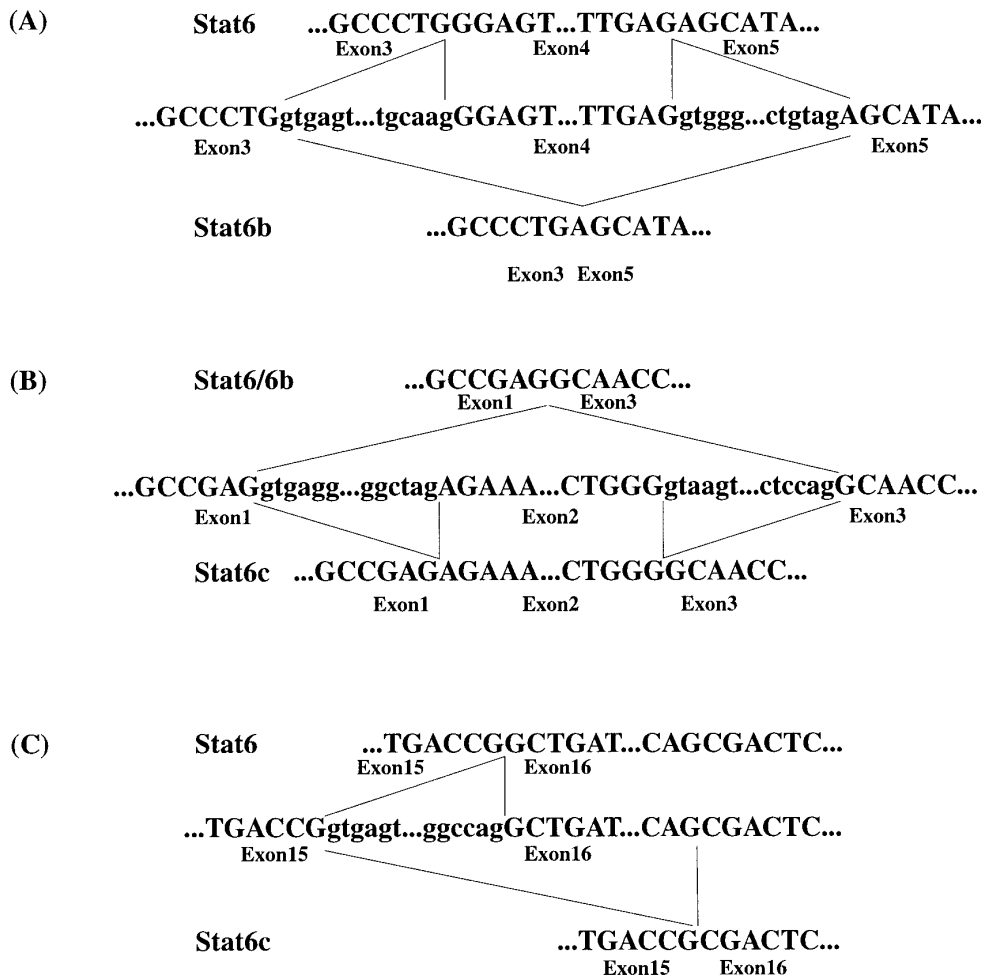 (A) Stat6 ...GCCCTGGGAGT...TTGAGAGCATA...
Exon3 Exon4 Exon5
...GCCCTGgtgagt...tgcaagGGAGT...TTGAGgtggg...ctgtagAGCATA...
Exon3 Exon4 Exon5
Stat6b ...GCCCTGAGCATA...
Exon3 Exon5
(B) Stat6/6b ...GCCGAGGCAACC...
Exon1 Exon3
...GCCGAGgtgagg...ggctagAGAAA...CTGGGgtaagt...ctccagGCAACC...
Exon1 Exon2 Exon3
Stat6c ...GCCGAGAGAAA...CTGGGGCAACC...
Exon1 Exon2 Exon3
(C) Stat6 ...TGACCGGCTGAT...CAGCGACTC...
Exon15 Exon16
...TGACCGgtgagt...ggccagGCTGAT...CAGCGACTC...
Exon15 Exon16
Stat6c ...TGACCGCGACTC...
Exon15 Exon16